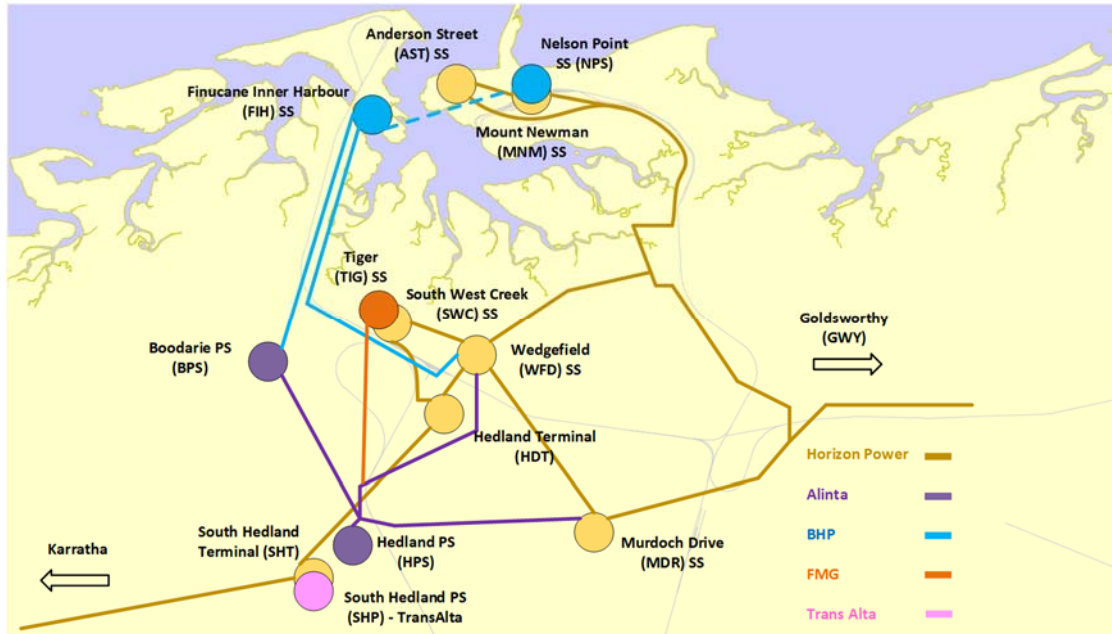 Anderson Street
(AST) SS
Nelson Point
SS (NPS)
Finucane Inner Harbour
(FIH) SS
Mount Newman
(MNM) SS
Tiger
(TIG) SS
South West Creek
(SWC) SS
Goldsworthy
(GWY)
Boodarie PS
(BPS)
Wedgefield
(WFD) SS
Hedland Terminal
(HDT)
Horizon Power
Alinta
BHP
FMG
Trans Alta
South Hedland
Terminal (SHT)
Hedland PS
(HPS)
Murdoch Drive
(MDR) SS
Karratha
South Hedland PS
(SHP) - TransAlta